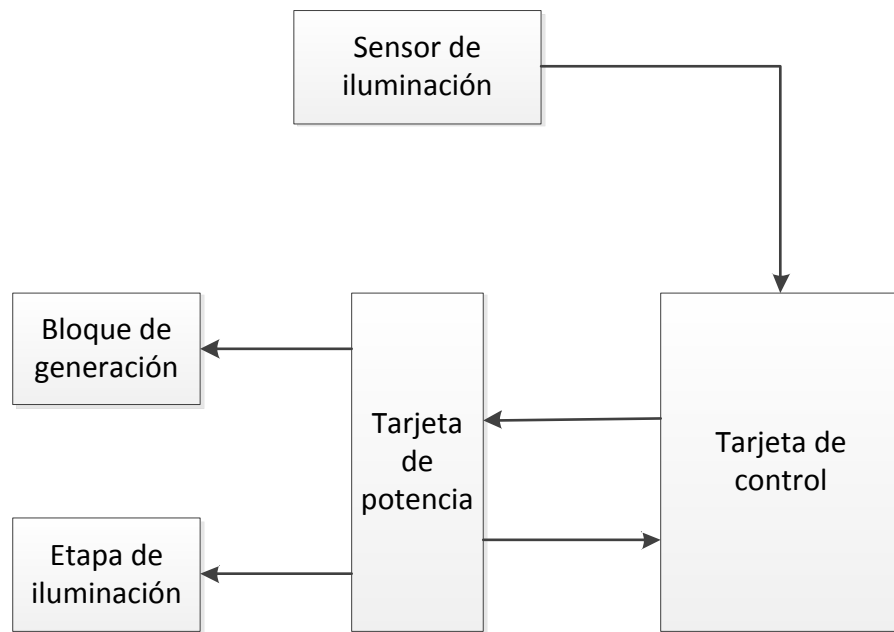 Sensor de
iluminación
Bloque de
generación
Tarjeta
de
potencia
Tarjeta de
control
Etapa de
iluminación